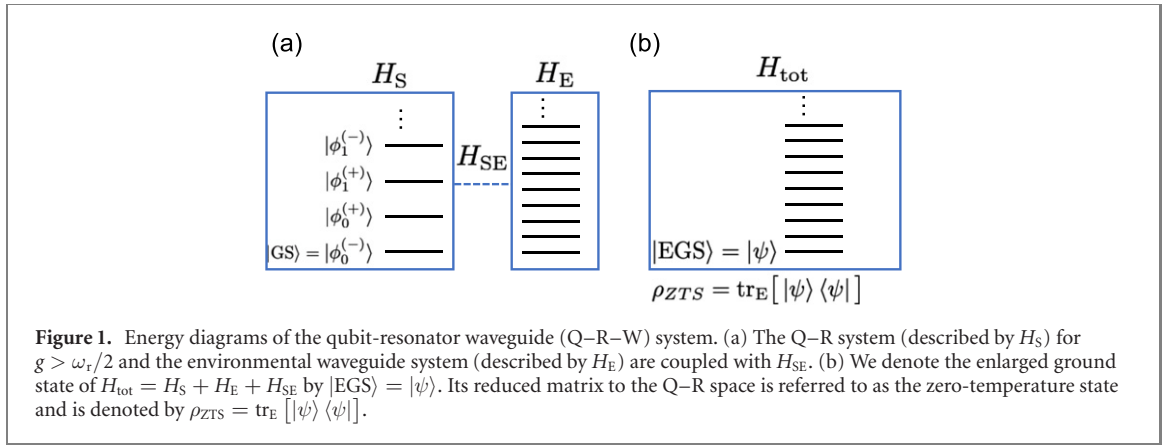 (a)
(b)
H_S
H_E
H_tot
⋮
⋮
⋮
|ϕ_1^(−)⟩
H_SE
|ϕ_1^(+)⟩
|ϕ_0^(+)⟩
|GS⟩ = |ϕ_0^(−)⟩
|EGS⟩ = |ψ⟩
ρ_ZTS = tr_E[|ψ⟩⟨ψ|]
Figure 1. Energy diagrams of the qubit-resonator waveguide (Q–R–W) system. (a) The Q–R system (described by H_S) for
g > ω_r/2 and the environmental waveguide system (described by H_E) are coupled with H_SE. (b) We denote the enlarged ground
state of H_tot = H_S + H_E + H_SE by |EGS⟩ = |ψ⟩. Its reduced matrix to the Q–R space is referred to as the zero-temperature state
and is denoted by ρ_ZTS = tr_E [|ψ⟩ ⟨ψ|].